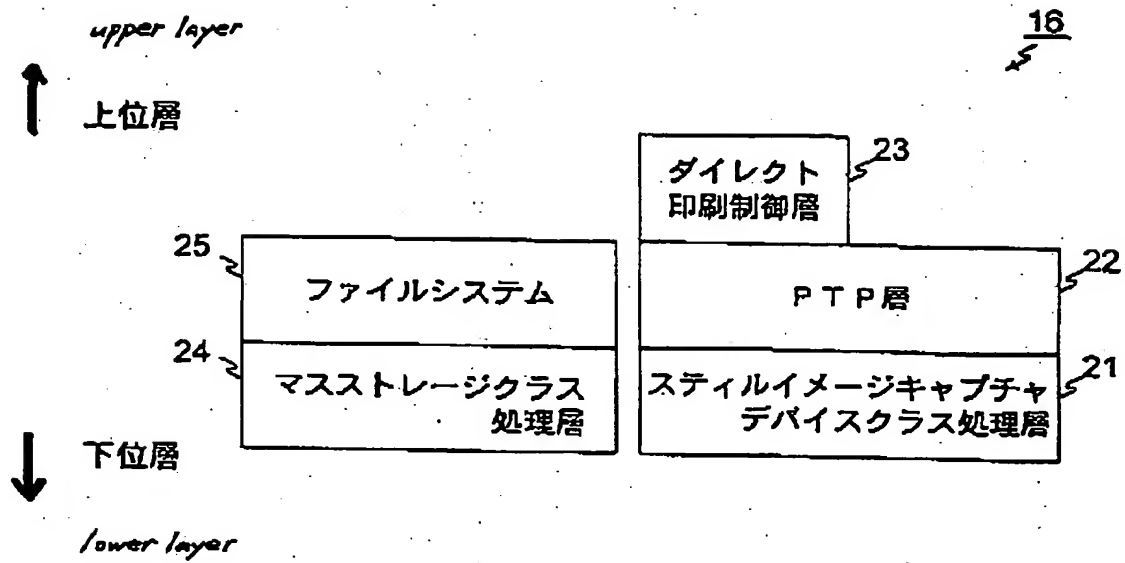 upper layer
16
上位層
23
ダイレクト
印刷制御層
25
ファイルシステム
22
PTP層
24
マスストレージクラス
処理層
21
スティルイメージキャプチャ
デバイスクラス処理層
下位層
lower layer